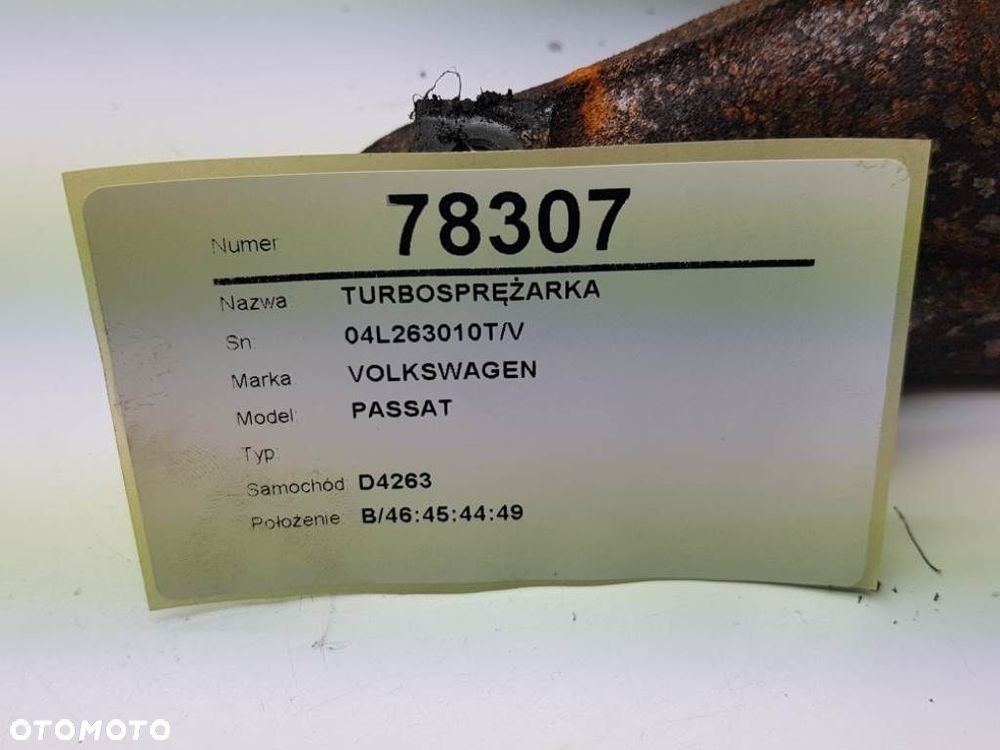 Numer 78307
Nazwa TURBOSPRĘŻARKA
Sn 04L263010T/V
Marka VOLKSWAGEN
Model: PASSAT
Typ
Samochód D4263
Położenie B/46:45:44:49
OTOMOTO